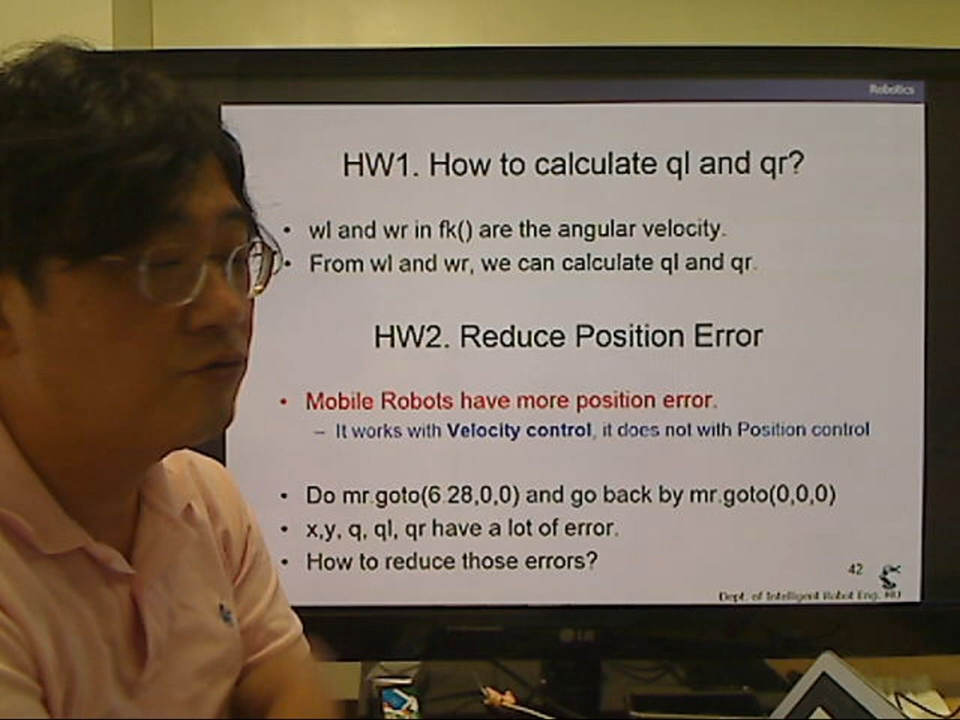 Robotics
HW1. How to calculate ql and qr?
• wl and wr in fk() are the angular velocity.
• From wl and wr, we can calculate ql and qr.
HW2. Reduce Position Error
• Mobile Robots have more position error.
– It works with Velocity control, it does not with Position control
• Do mr.goto(6.28,0,0) and go back by mr.goto(0,0,0)
• x,y, q, ql, qr have a lot of error.
• How to reduce those errors?
42
Dept. of Intelligent Robot Eng.
LG